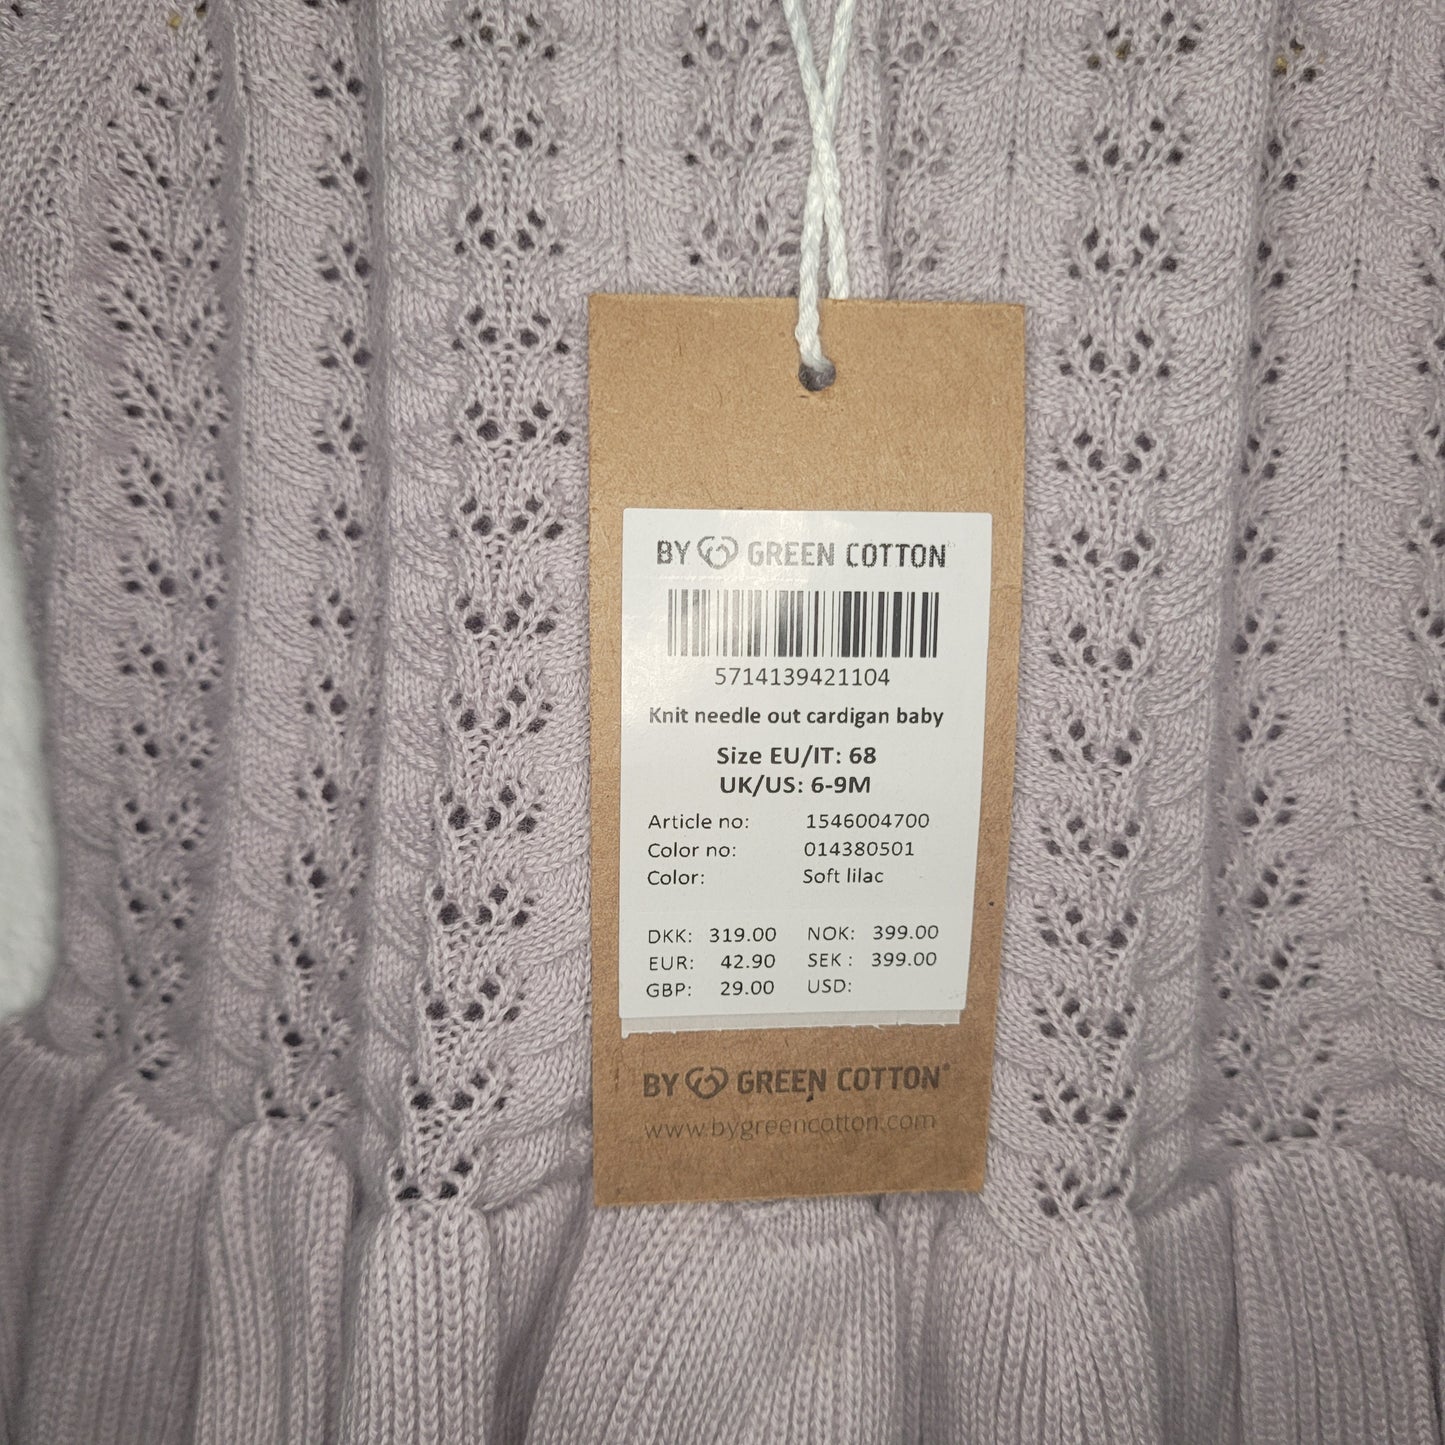 BY GREEN COTTON
5714139421104
Knit needle out cardigan baby
Size EU/IT: 68
UK/US: 6-9M
Article no: 1546004700
Color no: 014380501
Color: Soft lilac
DKK: 319.00 NOK: 399.00
EUR: 42.90 SEK : 399.00
GBP: 29.00 USD:
BY GREEN COTTON®
www.bygreencotton.com